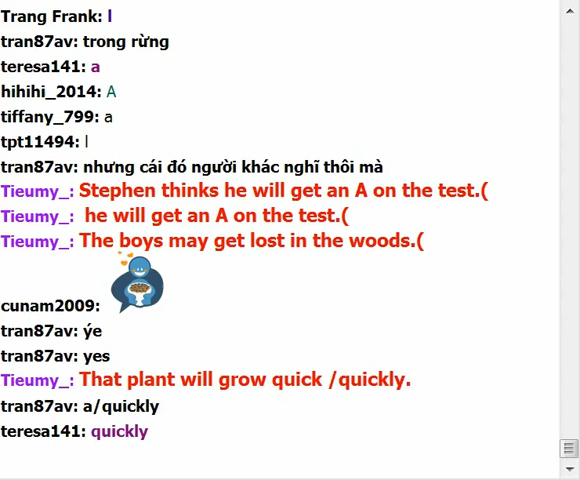 Trang Frank: l
tran87av: trong rừng
teresa141: a
hihihi_2014: A
tiffany_799: a
tpt11494: l
tran87av: nhưng cái đó người khác nghĩ thôi mà
Tieumy_: Stephen thinks he will get an A on the test.(
Tieumy_: he will get an A on the test.(
Tieumy_: The boys may get lost in the woods.(
cunam2009:
tran87av: ýe
tran87av: yes
Tieumy_: That plant will grow quick /quickly.
tran87av: a/quickly
teresa141: quickly